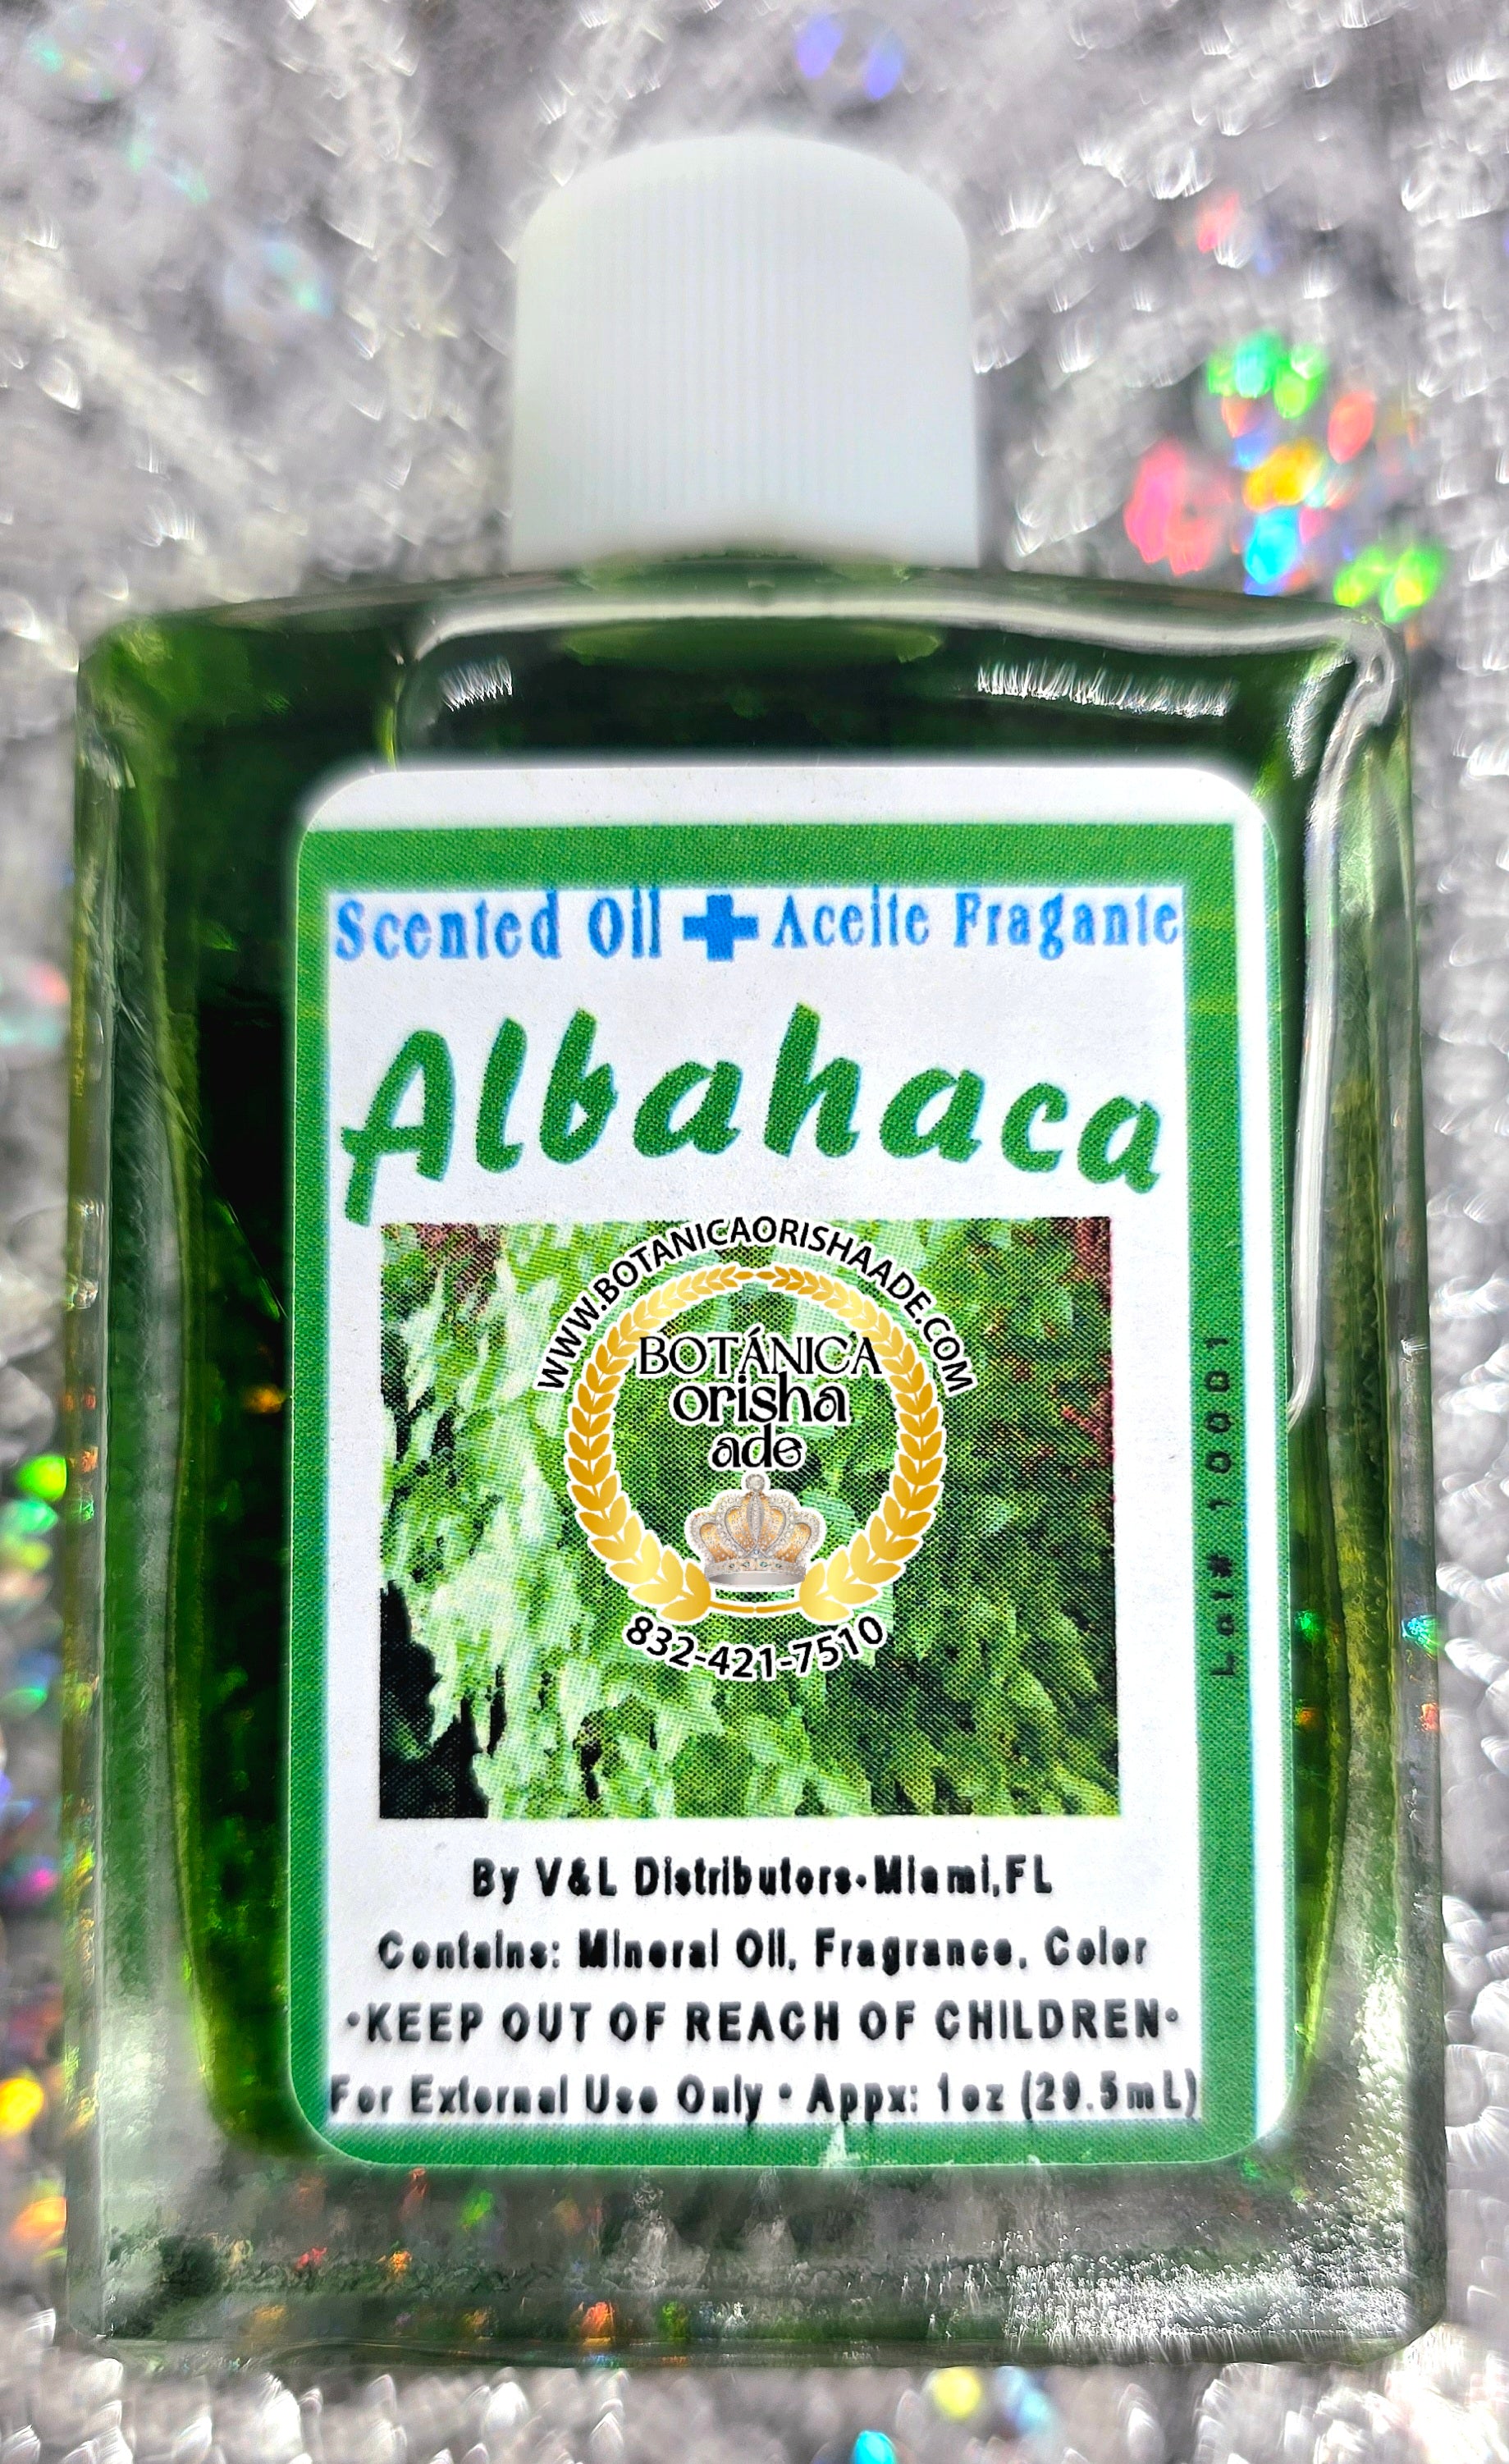 Scented Oil ✚ Aceite Fragante
Albahaca
WWW.BOTANICAORISHAADE.COM
BOTÁNICA
orisha
ade
832-421-7510
Lot# 10081
By V&L Distributors•Miami,FL
Contains: Mineral Oil, Fragrance, Color
•KEEP OUT OF REACH OF CHILDREN•
For External Use Only • Appx: 1oz (29.5mL)